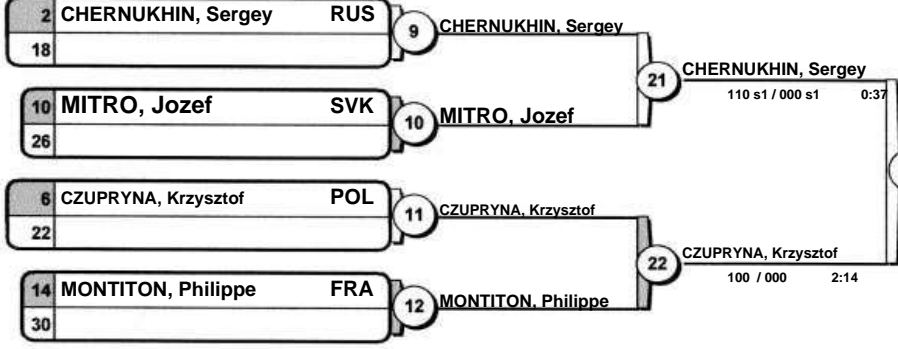 2 CHERNUKHIN, Sergey RUS
18
9
CHERNUKHIN, Sergey
10 MITRO, Jozef SVK
26
10
MITRO, Jozef
21
CHERNUKHIN, Sergey
110 s1 / 000 s1 0:37
6 CZUPRYNA, Krzysztof POL
22
11
CZUPRYNA, Krzysztof
14 MONTITON, Philippe FRA
30
12
MONTITON, Philippe
22
CZUPRYNA, Krzysztof
100 / 000 2:14